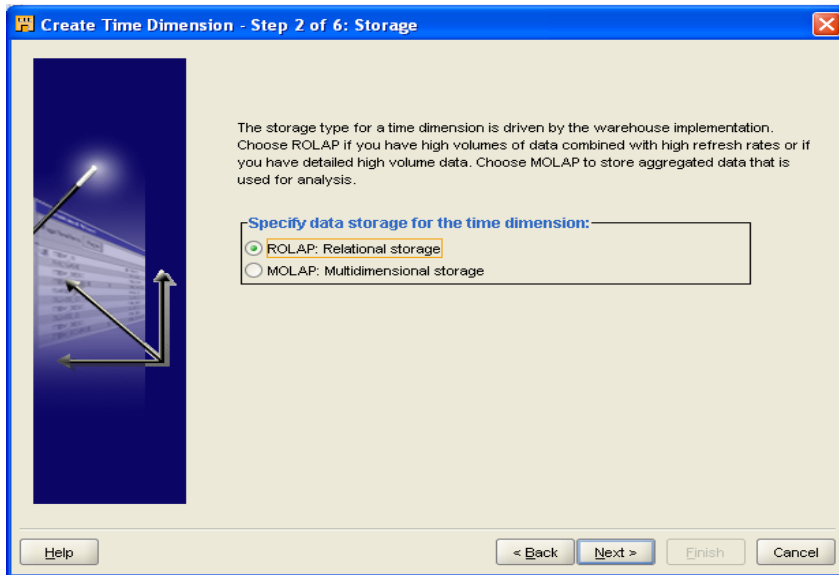 Create Time Dimension - Step 2 of 6: Storage
The storage type for a time dimension is driven by the warehouse implementation.
Choose ROLAP if you have high volumes of data combined with high refresh rates or if
you have detailed high volume data. Choose MOLAP to store aggregated data that is
used for analysis.
Specify data storage for the time dimension:
ROLAP: Relational storage
MOLAP: Multidimensional storage
Help
< Back
Next >
Finish
Cancel